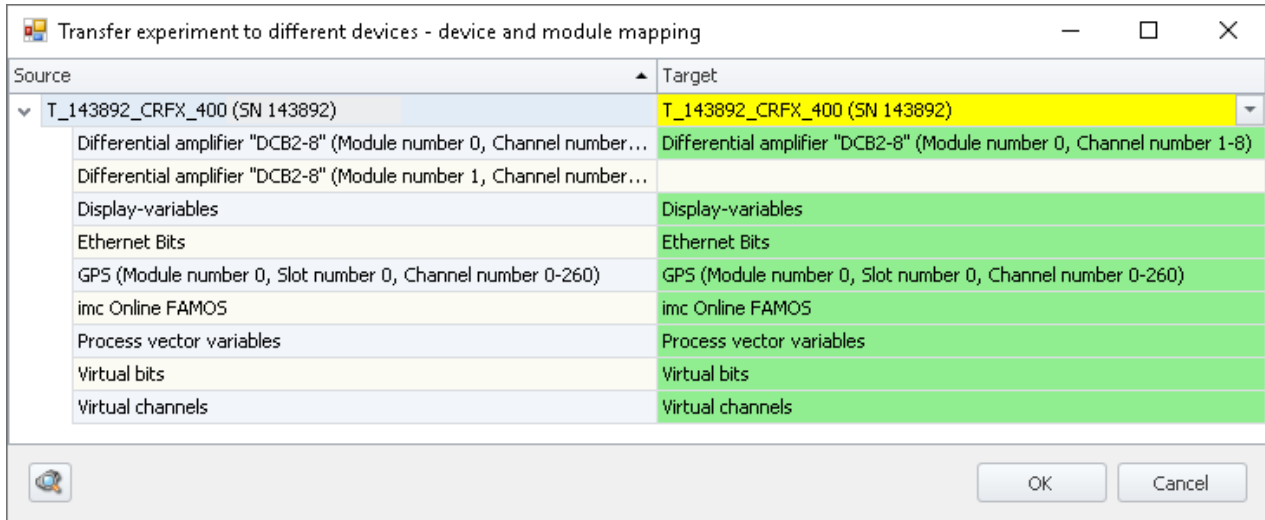 Transfer experiment to different devices - device and module mapping
Source Target
T_143892_CRFX_400 (SN 143892) T_143892_CRFX_400 (SN 143892)
Differential amplifier "DCB2-8" (Module number 0, Channel number... Differential amplifier "DCB2-8" (Module number 0, Channel number 1-8)
Differential amplifier "DCB2-8" (Module number 1, Channel number...
Display-variables Display-variables
Ethernet Bits Ethernet Bits
GPS (Module number 0, Slot number 0, Channel number 0-260) GPS (Module number 0, Slot number 0, Channel number 0-260)
imc Online FAMOS imc Online FAMOS
Process vector variables Process vector variables
Virtual bits Virtual bits
Virtual channels Virtual channels
OK Cancel